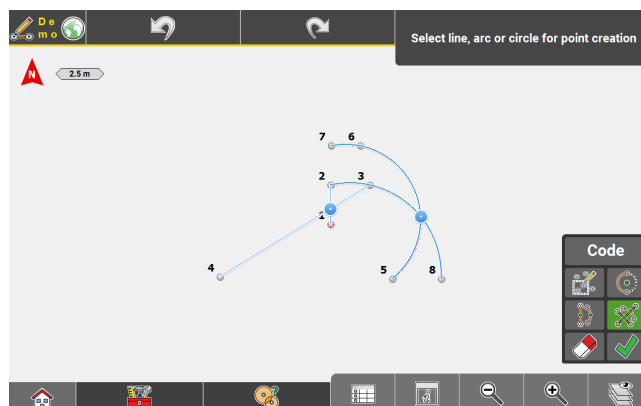 De
mo
Select line, arc or circle for point creation
N
2.5 m
7 6
2 3
1
4
5 8
Code